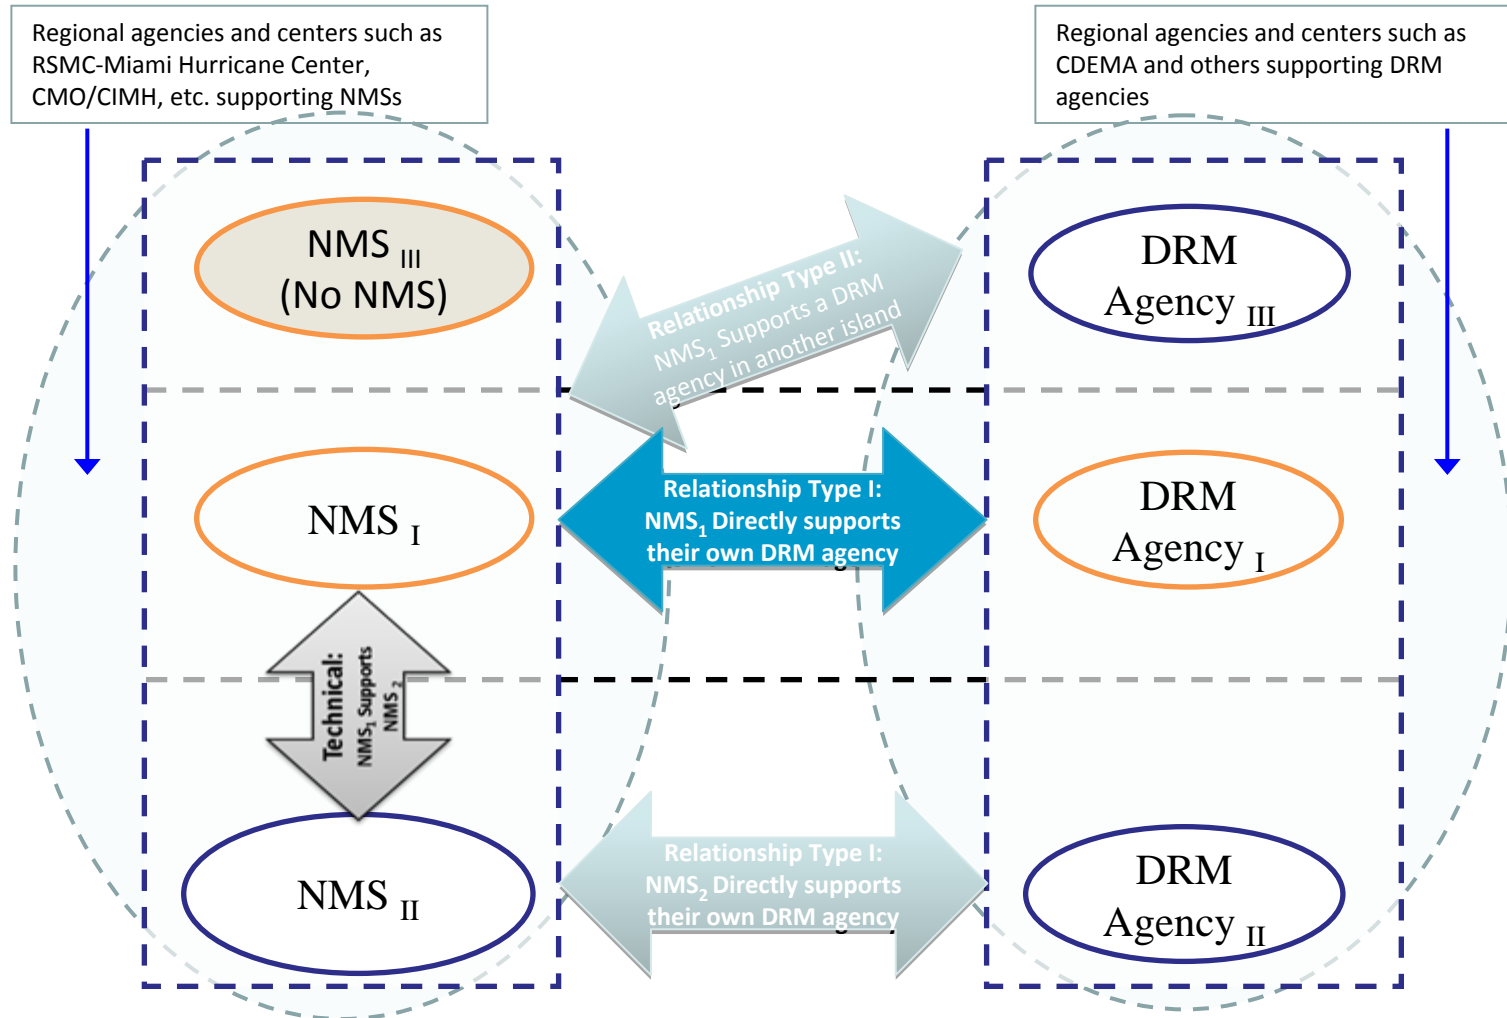 Regional agencies and centers such as
RSMC-Miami Hurricane Center,
CMO/CIMH, etc. supporting NMSs
Regional agencies and centers such as
CDEMA and others supporting DRM
agencies
NMS III
(No NMS)
Relationship Type II:
NMS1 Supports a DRM
agency in another island
DRM
Agency III
NMS I
Relationship Type I:
NMS1 Directly supports
their own DRM agency
DRM
Agency I
Technical:
NMS1 Supports
NMS 2
NMS II
Relationship Type I:
NMS2 Directly supports
their own DRM agency
DRM
Agency II